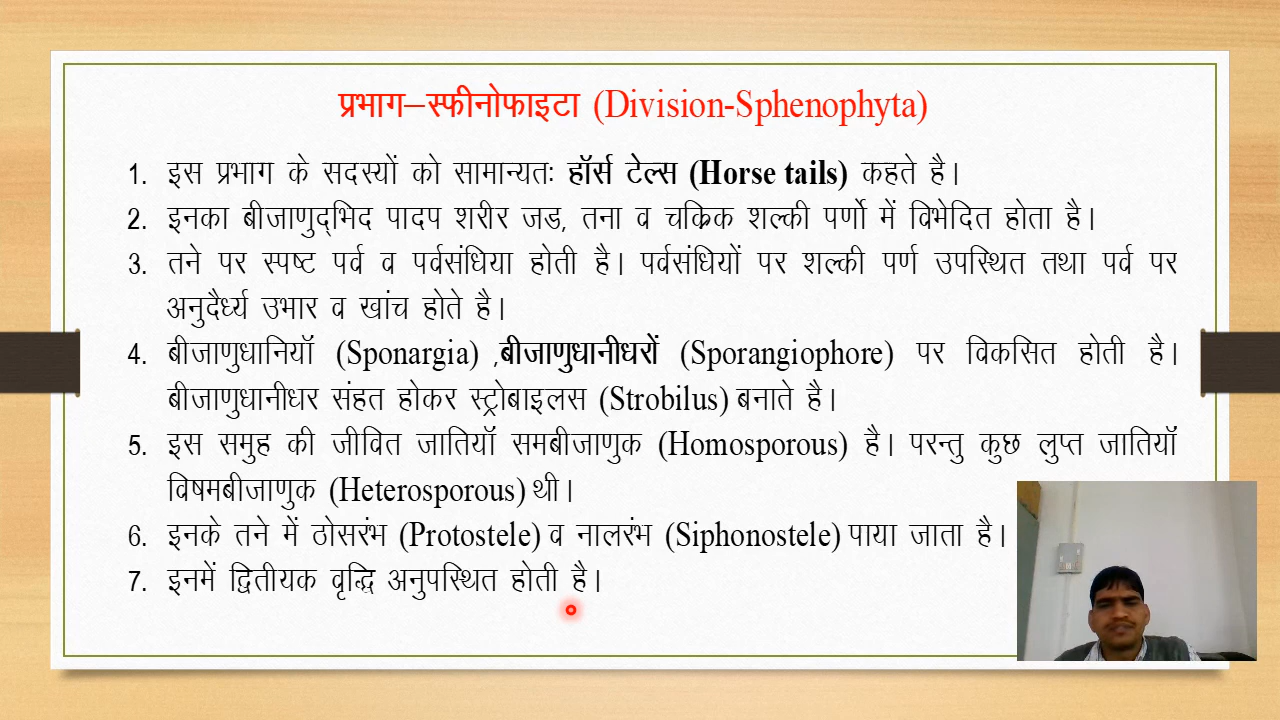 प्रभाग–स्फीनोफाइटा (Division-Sphenophyta)
1. इस प्रभाग के सदस्यों को सामान्यतः हॉर्स टेल्स (Horse tails) कहते है।
2. इनका बीजाणुद्भिद पादप शरीर जड, तना व चक्रिक शल्की पर्णो में विभेदित होता है।
3. तने पर स्पष्ट पर्व व पर्वसंधिया होती है। पर्वसंधियों पर शल्की पर्ण उपस्थित तथा पर्व पर
अनुदैर्ध्य उभार व खांच होते है।
4. बीजाणुधानियॉ (Sponargia) ,बीजाणुधानीधरों (Sporangiophore) पर विकसित होती है।
बीजाणुधानीधर संहत होकर स्ट्रोबाइलस (Strobilus) बनाते है।
5. इस समुह की जीवित जातियॉ समबीजाणुक (Homosporous) है। परन्तु कुछ लुप्त जातियॉ
विषमबीजाणुक (Heterosporous) थी।
6. इनके तने में ठोसरंभ (Protostele) व नालरंभ (Siphonostele) पाया जाता है।
7. इनमें द्वितीयक वृद्धि अनुपस्थित होती है।